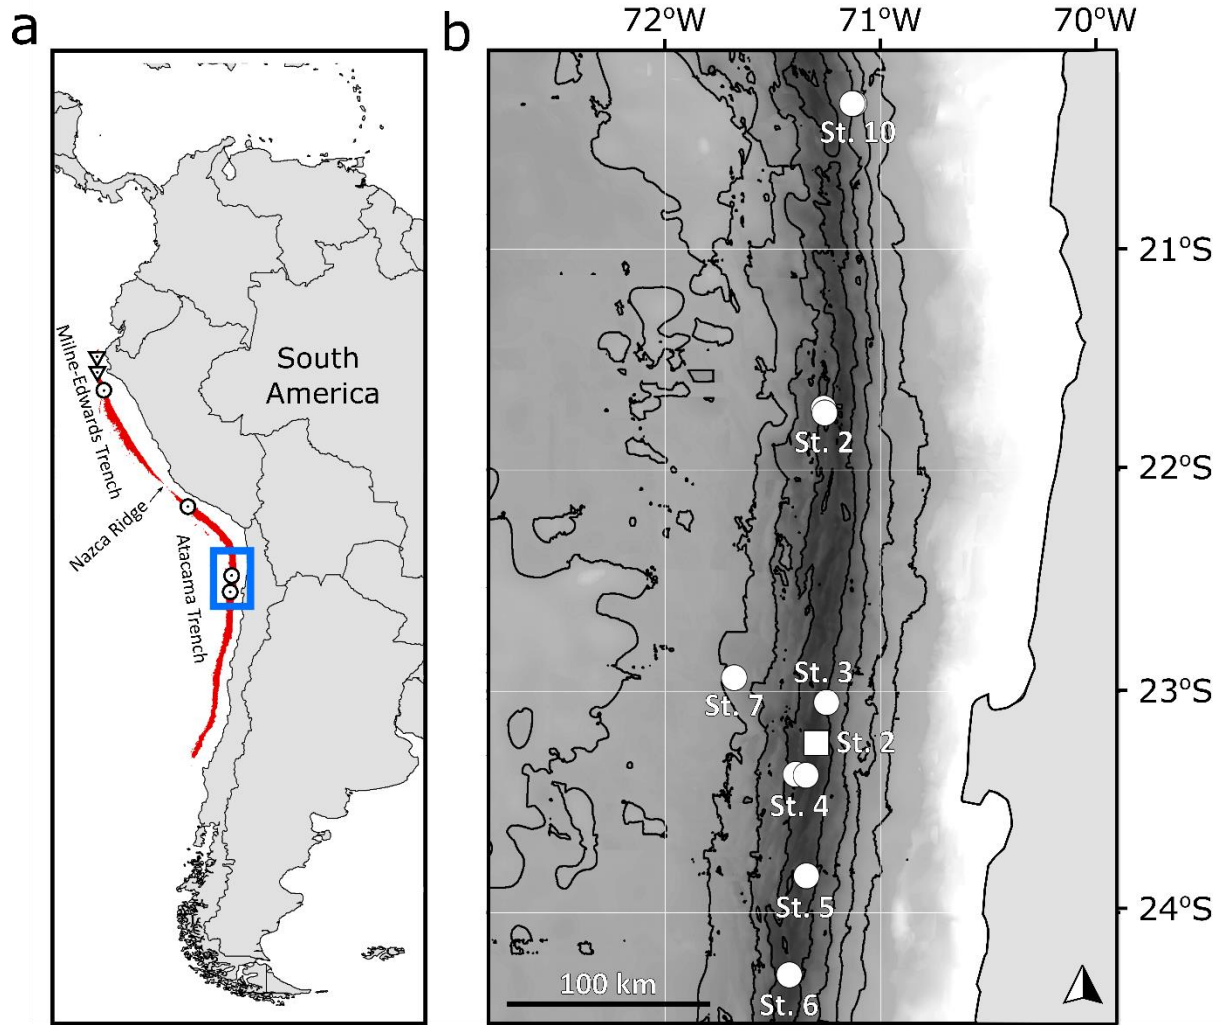 a
b
72°W
71°W
70°W
South
America
Milne-Edwards Trench
Nazca Ridge
Atacama Trench
St. 10
21°S
St. 2
22°S
St. 3
23°S
St. 7
St. 2
St. 4
St. 5
24°S
100 km
St. 6